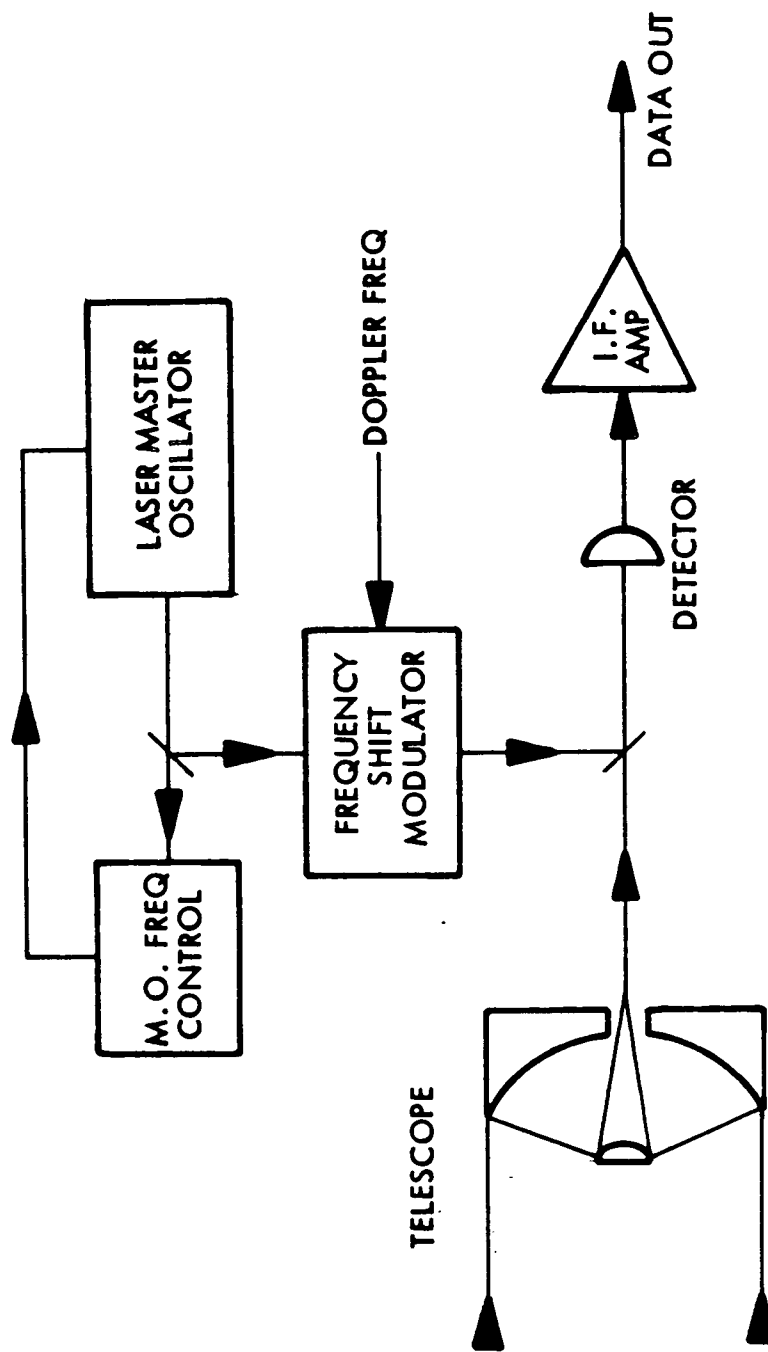 LASER MASTER
OSCILLATOR
M.O. FREQ
CONTROL
FREQUENCY
SHIFT
MODULATOR
DOPPLER FREQ
TELESCOPE
DETECTOR
I.F.
AMP
DATA OUT